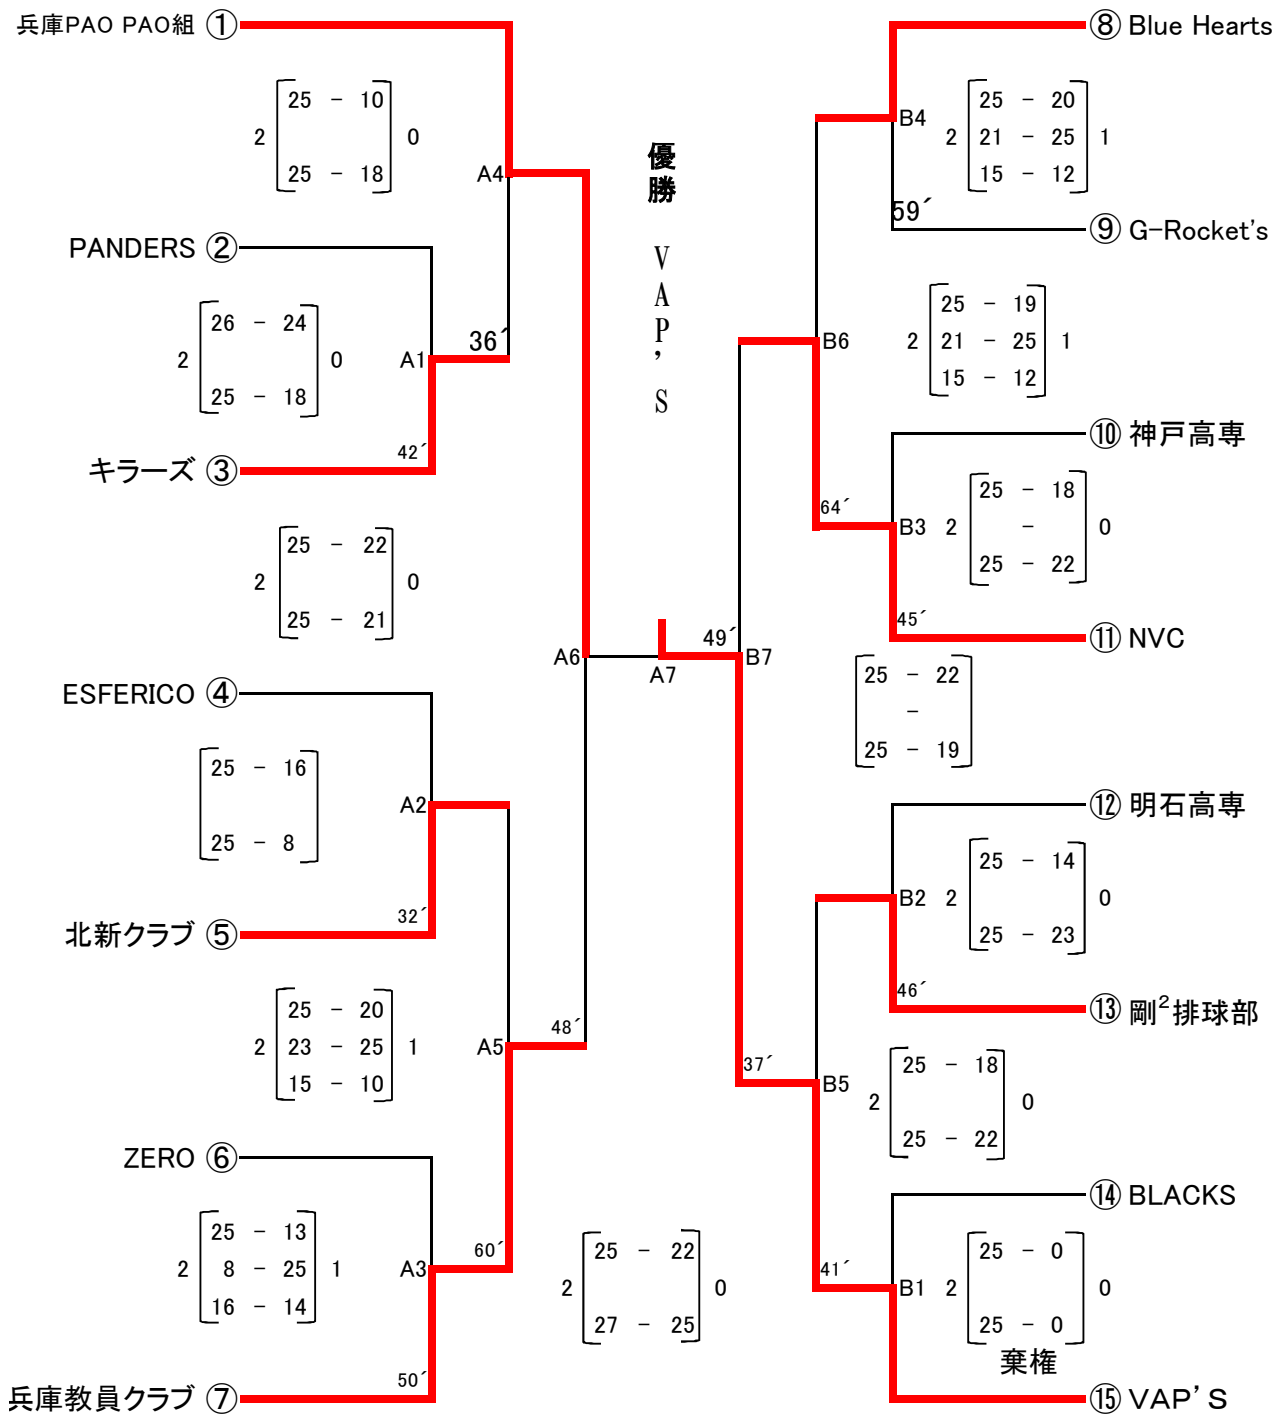 兵庫PAO PAO組 ①
25 － 10
2 0
25 － 18
A4
PANDERS ②
26 － 24
2 0
25 － 18
A1
36´
キラーズ ③
42´
25 － 22
2 0
25 － 21
ESFERICO ④
25 － 16
25 － 8
A2
北新クラブ ⑤
32´
25 － 20
2 23 － 25 1
15 － 10
A5
48´
ZERO ⑥
25 － 13
2 8 － 25 1
16 － 14
A3
60´
兵庫教員クラブ ⑦
50´
優勝 VAP’S
A6
A7
49´
B7
25 － 22
2 0
27 － 25
⑧ Blue Hearts
B4
25 － 20
2 21 － 25 1
15 － 12
59´
⑨ G-Rocket's
25 － 19
B6 2 21 － 25 1
15 － 12
⑩ 神戸高専
64´
25 － 18
B3 2 － 0
25 － 22
45´
⑪ NVC
25 － 22
－
25 － 19
⑫ 明石高専
25 － 14
B2 2 0
25 － 23
46´
⑬ 剛²排球部
37´
25 － 18
B5 2 0
25 － 22
⑭ BLACKS
41´
25 － 0
B1 2 0
25 － 0
棄権
⑮ VAP’S